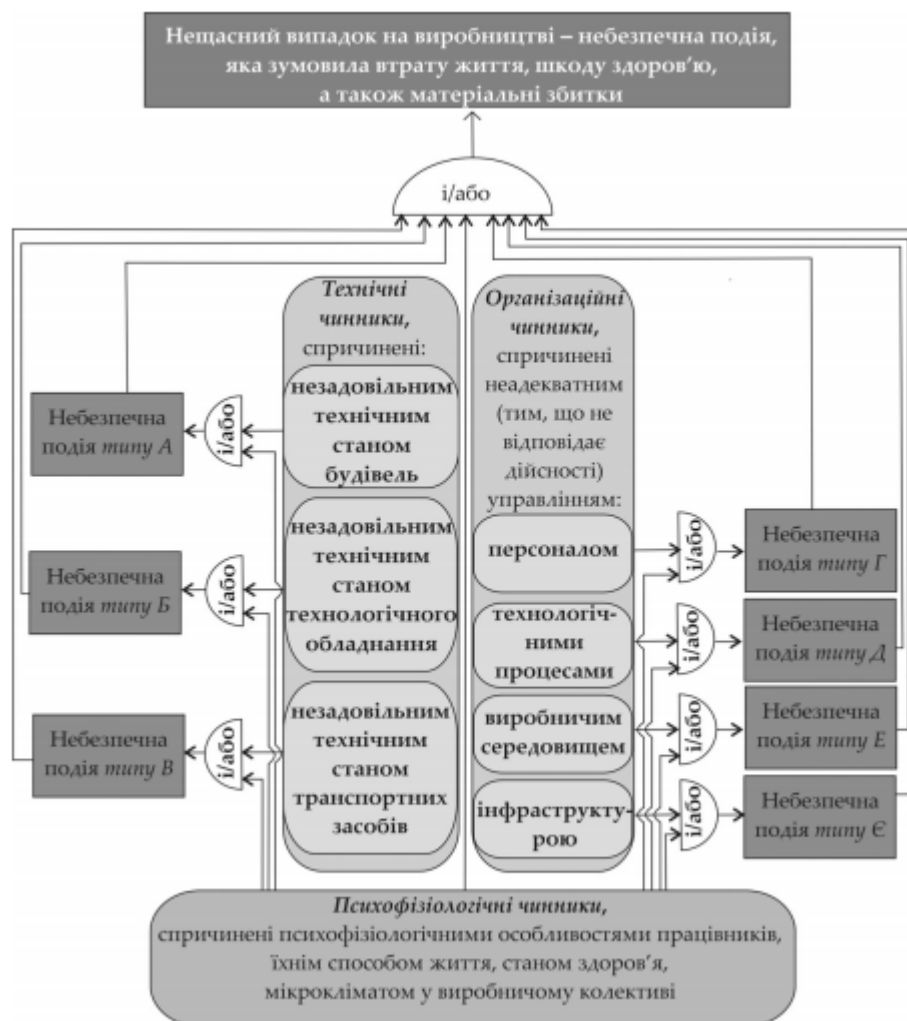 Нещасний випадок на виробництві – небезпечна подія,
яка зумовила втрату життя, шкоду здоров’ю,
а також матеріальні збитки
і/або
Технічні
чинники,
спричинені:
незадовільним
технічним
станом
будівель
незадовільним
технічним
станом
технологічного
обладнання
незадовільним
технічним
станом
транспортних
засобів
Організаційні
чинники,
спричинені
неадекватним
(тим, що не
відповідає
дійсності)
управлінням:
персоналом
технологіч-
ними
процесами
виробничим
середовищем
інфраструкту-
рою
Небезпечна
подія типу А
і/або
Небезпечна
подія типу Б
і/або
Небезпечна
подія типу В
і/або
і/або
Небезпечна
подія типу Г
і/або
Небезпечна
подія типу Д
і/або
Небезпечна
подія типу Е
і/або
Небезпечна
подія типу Є
Психофізіологічні чинники,
спричинені психофізіологічними особливостями працівників,
їхнім способом життя, станом здоров’я,
мікрокліматом у виробничому колективі